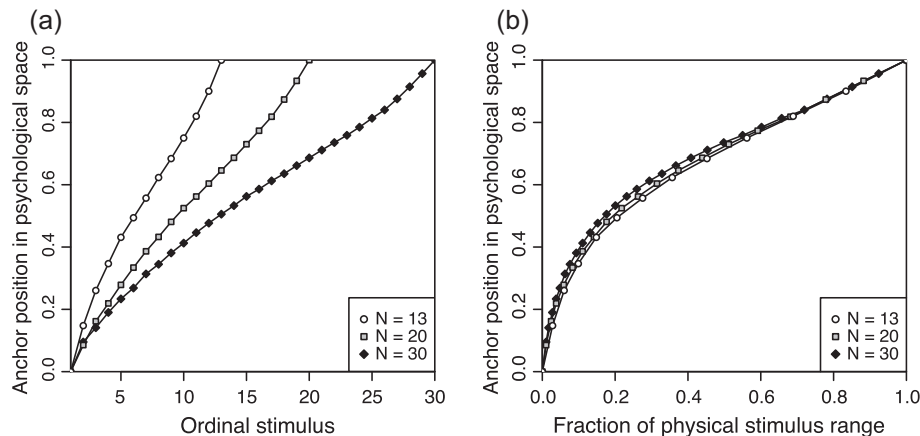 (a)
Anchor position in psychological space
0.0 0.2 0.4 0.6 0.8 1.0
5 10 15 20 25 30
Ordinal stimulus
N = 13
N = 20
N = 30
(b)
Anchor position in psychological space
0.0 0.2 0.4 0.6 0.8 1.0
0.0 0.2 0.4 0.6 0.8 1.0
Fraction of physical stimulus range
N = 13
N = 20
N = 30